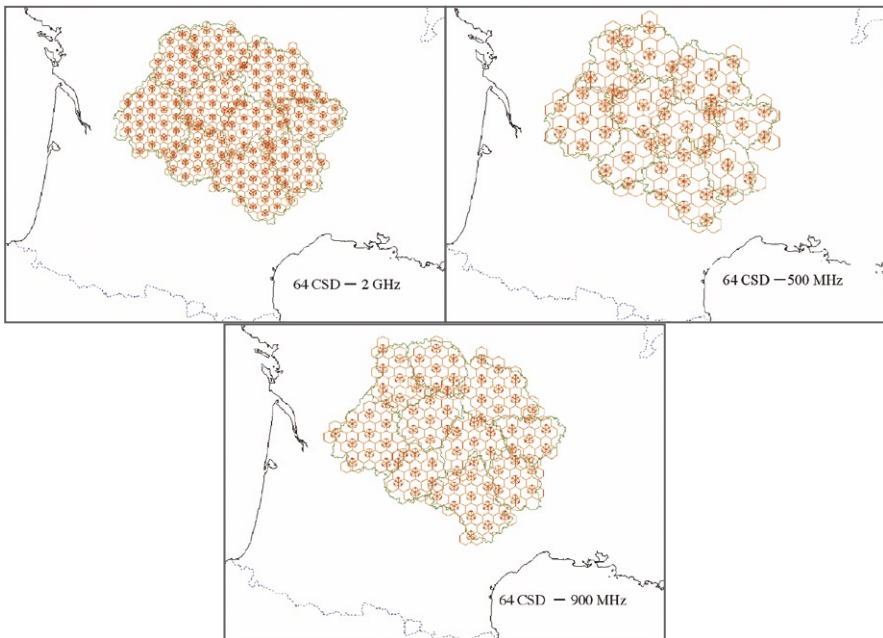 64 CSD — 2 GHz
64 CSD —500 MHz
64 CSD — 900 MHz